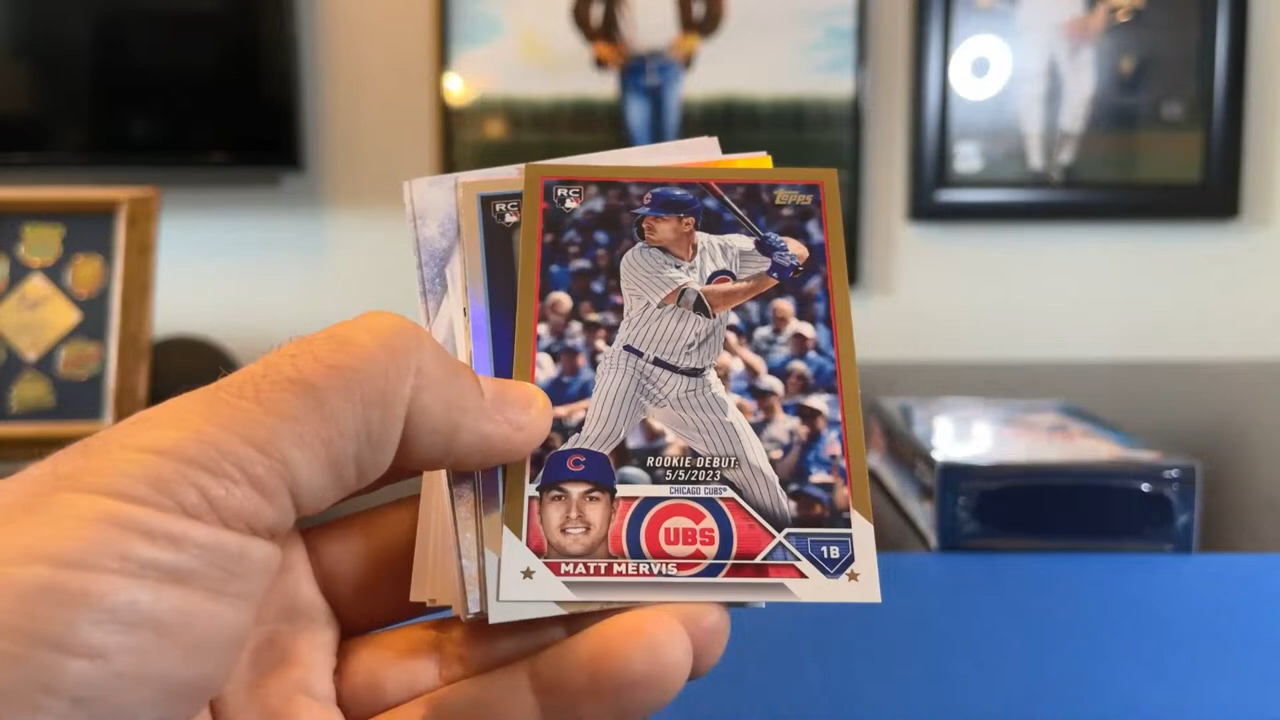 RC
RC
Topps
ROOKIE DEBUT:
5/5/2023
CHICAGO CUBS®
C
CUBS
1B
MATT MERVIS